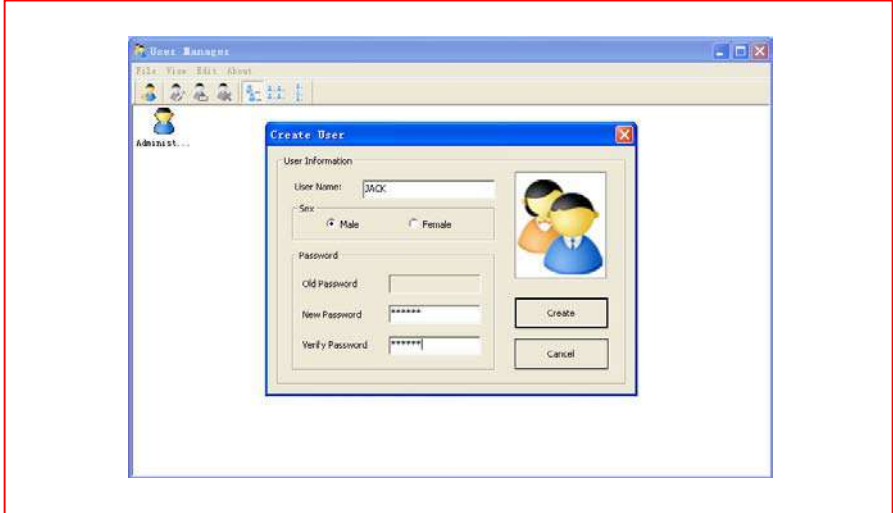 User Manager
File View Edit About
Administ...
Create User
User Information
User Name: JACK
Sex
Male Female
Password
Old Password
New Password ******
Verify Password ******
Create
Cancel